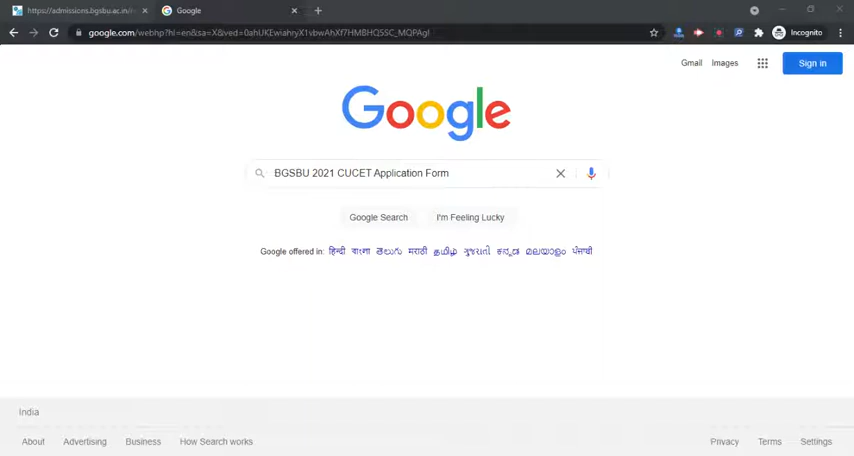 https://admissions.bgsbu.ac.in/
Google
google.com/webhp?hl=en&sa=X&ved=0ahUKEwiahryX1vbwAhXf7HMBHQ5SC_MQPAgI
Incognito
Gmail Images
Sign in
Google
BGSBU 2021 CUCET Application Form
Google Search I'm Feeling Lucky
Google offered in: हिन्दी বাংলা తెలుగు मराठी தமிழ் ગુજરાતી ಕನ್ನಡ മലയാളം ਪੰਜਾਬੀ
India
About Advertising Business How Search works
Privacy Terms Settings